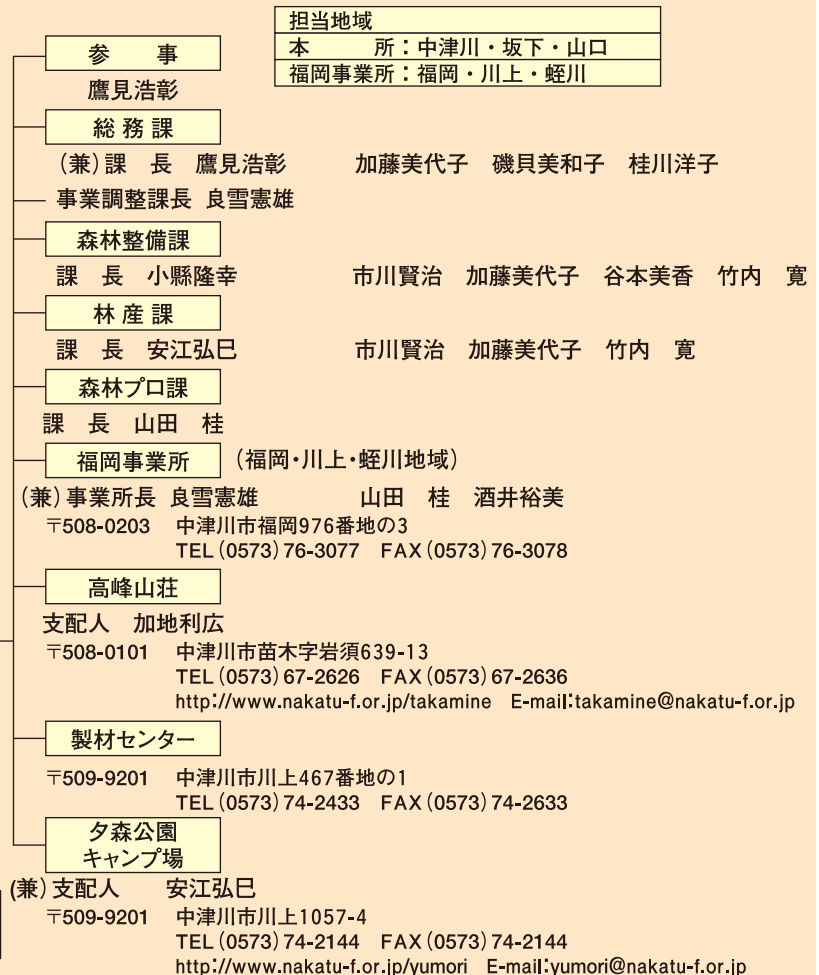 担当地域
本　　所：中津川・坂下・山口
福岡事業所：福岡・川上・蛭川
参　事
鷹見浩彰
総務課
（兼）課　長　鷹見浩彰　　加藤美代子　磯貝美和子　桂川洋子
事業調整課長　良雪憲雄
森林整備課
課　長　小縣隆幸　　市川賢治　加藤美代子　谷本美香　竹内　寛
林産課
課　長　安江弘巳　　市川賢治　加藤美代子　竹内　寛
森林プロ課
課　長　山田　桂
福岡事業所　（福岡・川上・蛭川地域）
（兼）事業所長　良雪憲雄　　山田　桂　酒井裕美
〒508-0203　中津川市福岡976番地の3
TEL（0573）76-3077　FAX（0573）76-3078
高峰山荘
支配人　加地利広
〒508-0101　中津川市苗木字岩須639-13
TEL（0573）67-2626　FAX（0573）67-2636
http://www.nakatu-f.or.jp/takamine　E-mail:takamine@nakatu-f.or.jp
製材センター
〒509-9201　中津川市川上467番地の1
TEL（0573）74-2433　FAX（0573）74-2633
夕森公園
キャンプ場
(兼）支配人　安江弘巳
〒509-9201　中津川市川上1057-4
TEL（0573）74-2144　FAX（0573）74-2144
http://www.nakatu-f.or.jp/yumori　E-mail:yumori@nakatu-f.or.jp